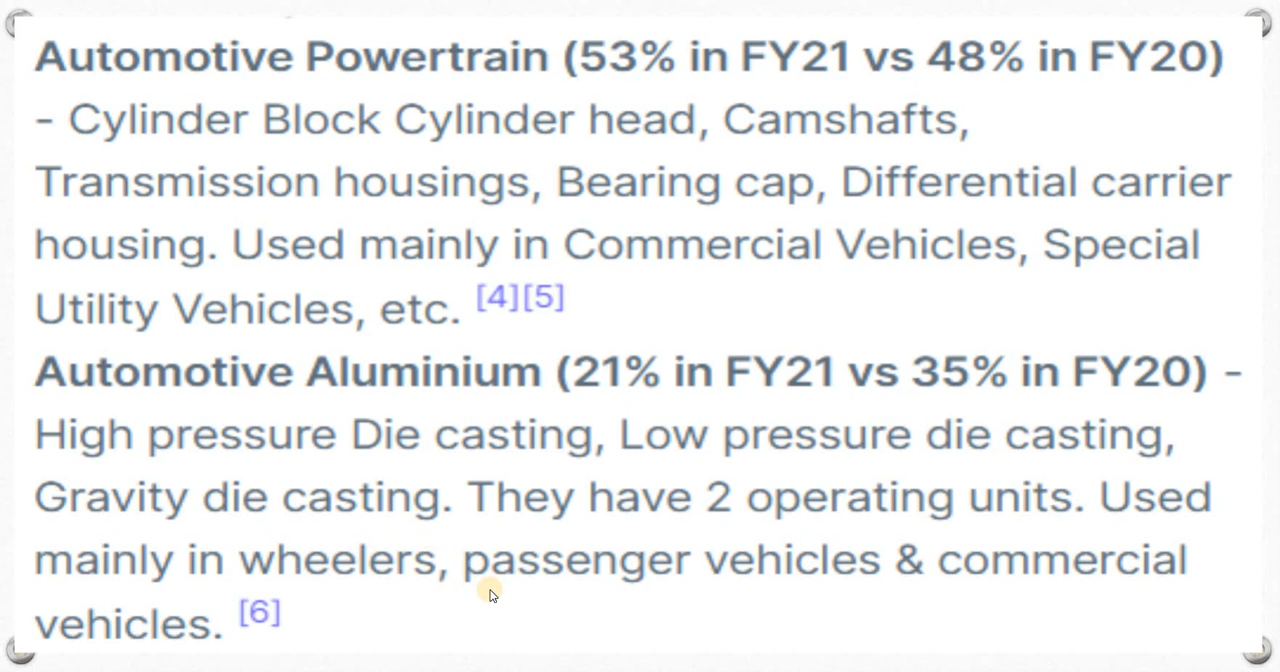 Automotive Powertrain (53% in FY21 vs 48% in FY20)
- Cylinder Block Cylinder head, Camshafts,
Transmission housings, Bearing cap, Differential carrier
housing. Used mainly in Commercial Vehicles, Special
Utility Vehicles, etc. [4][5]
Automotive Aluminium (21% in FY21 vs 35% in FY20) -
High pressure Die casting, Low pressure die casting,
Gravity die casting. They have 2 operating units. Used
mainly in wheelers, passenger vehicles & commercial
vehicles. [6]